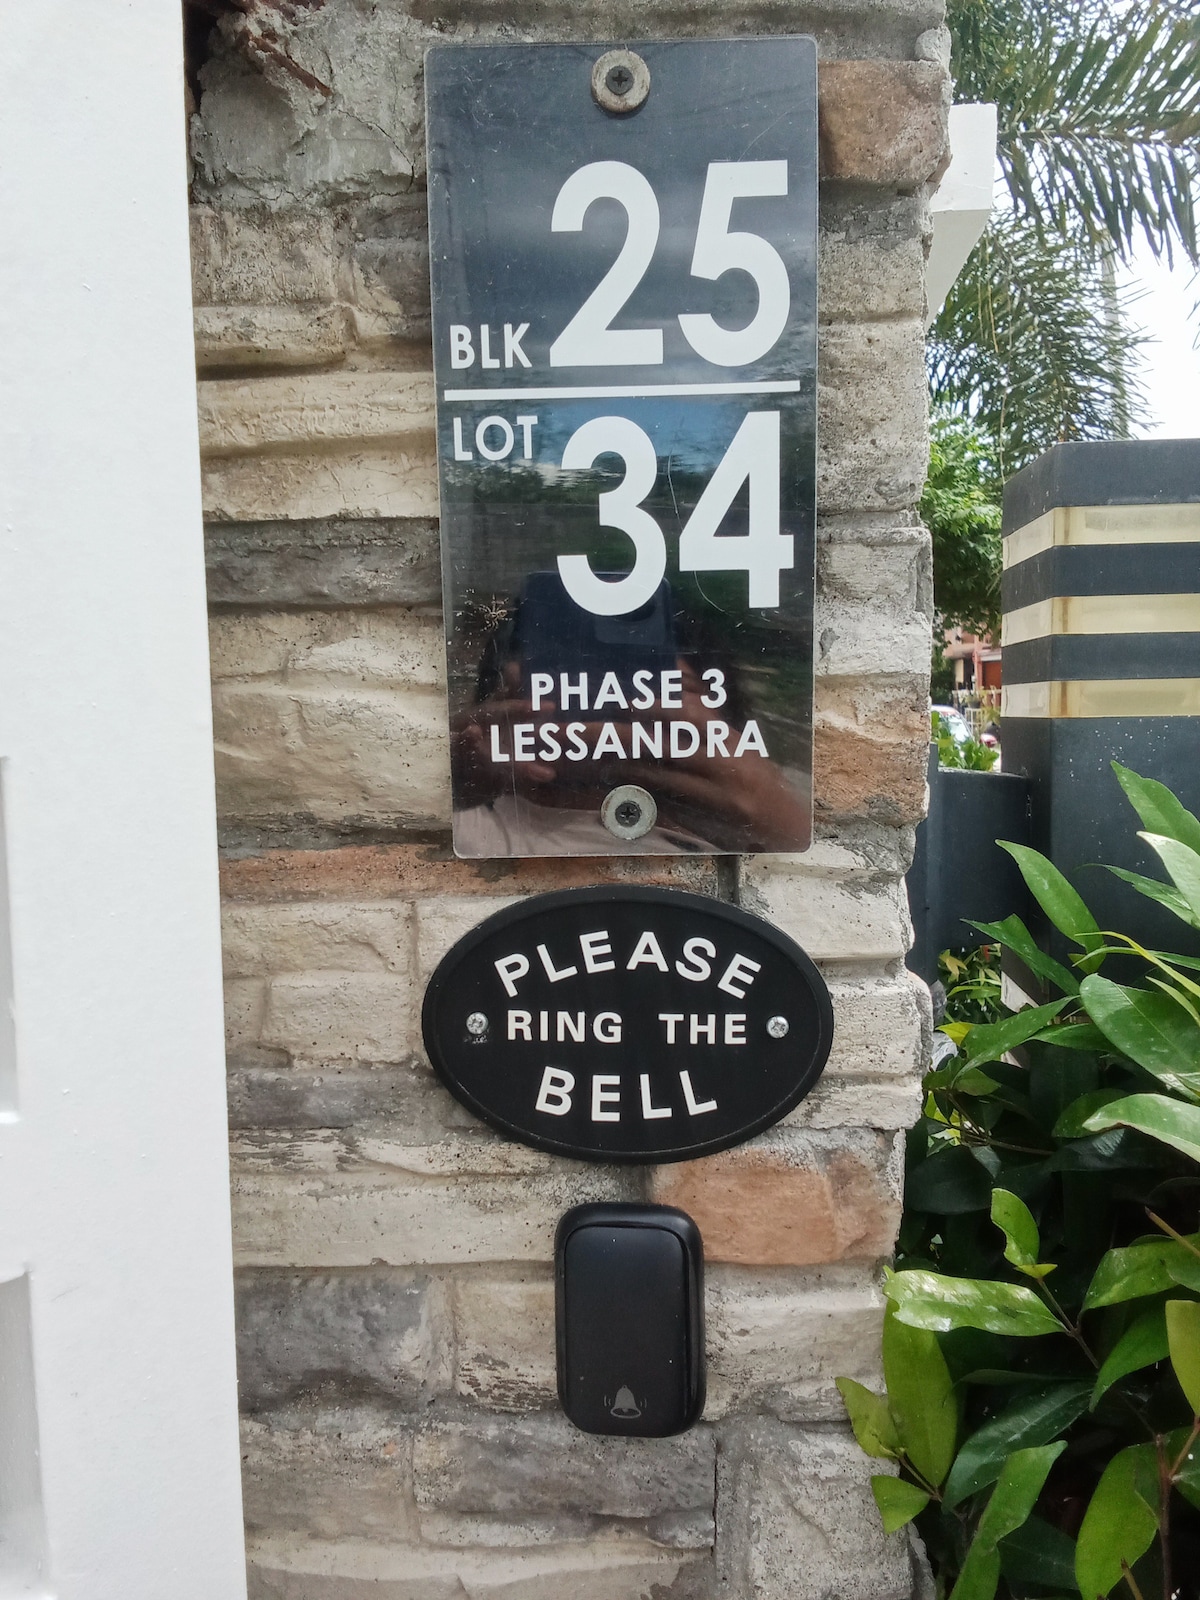 BLK 25
LOT 34
PHASE 3
LESSANDRA
PLEASE
RING THE
BELL